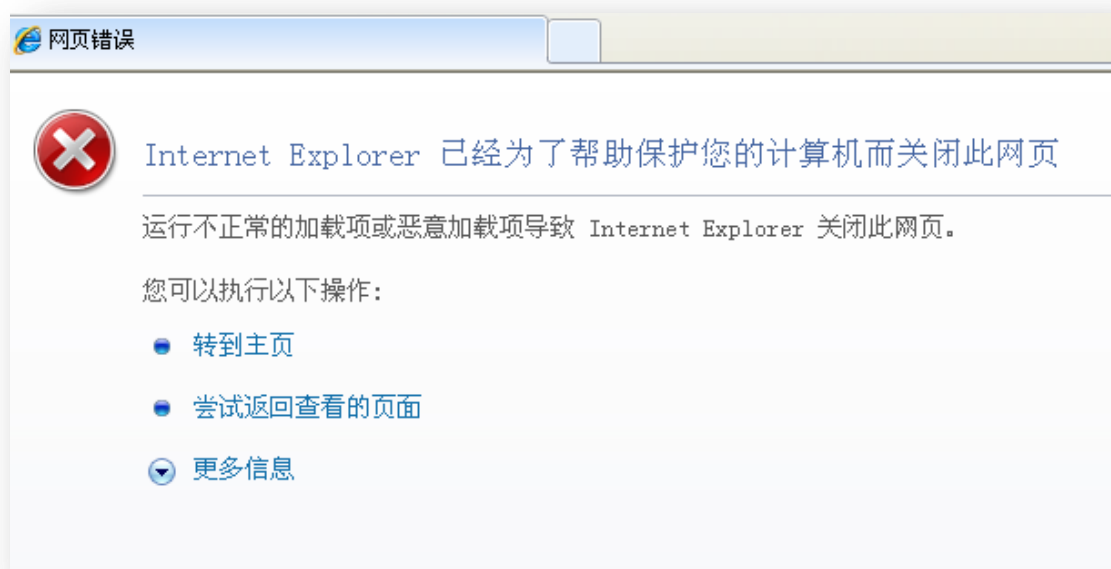 网页错误
Internet Explorer 已经为了帮助保护您的计算机而关闭此网页
运行不正常的加载项或恶意加载项导致 Internet Explorer 关闭此网页。
您可以执行以下操作:
转到主页
尝试返回查看的页面
更多信息